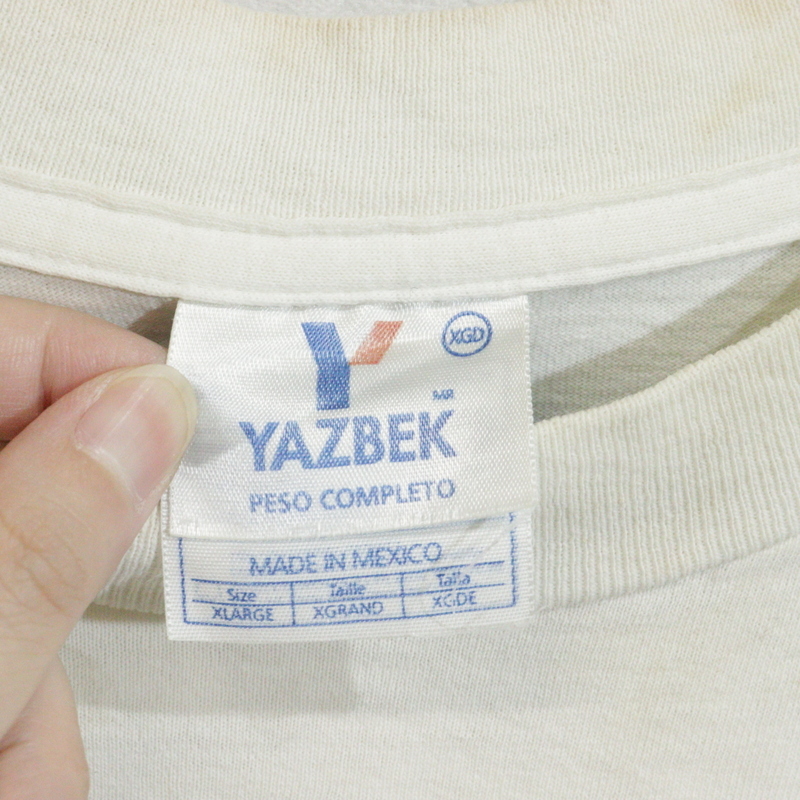 Y
XGD
MR
YAZBEK
PESO COMPLETO
MADE IN MEXICO
Size Taille Talla
XLARGE XGRAND XGDE